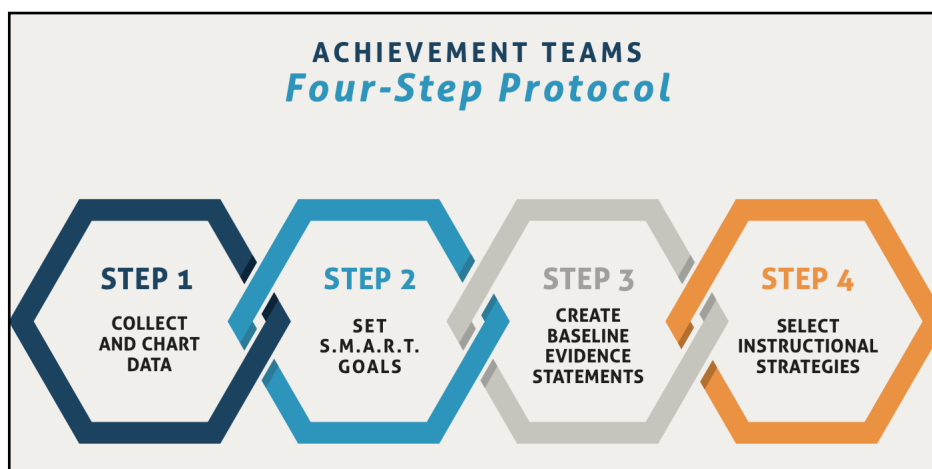 ACHIEVEMENT TEAMS
Four-Step Protocol
STEP 1
COLLECT
AND CHART
DATA
STEP 2
SET
S.M.A.R.T.
GOALS
STEP 3
CREATE
BASELINE
EVIDENCE
STATEMENTS
STEP 4
SELECT
INSTRUCTIONAL
STRATEGIES